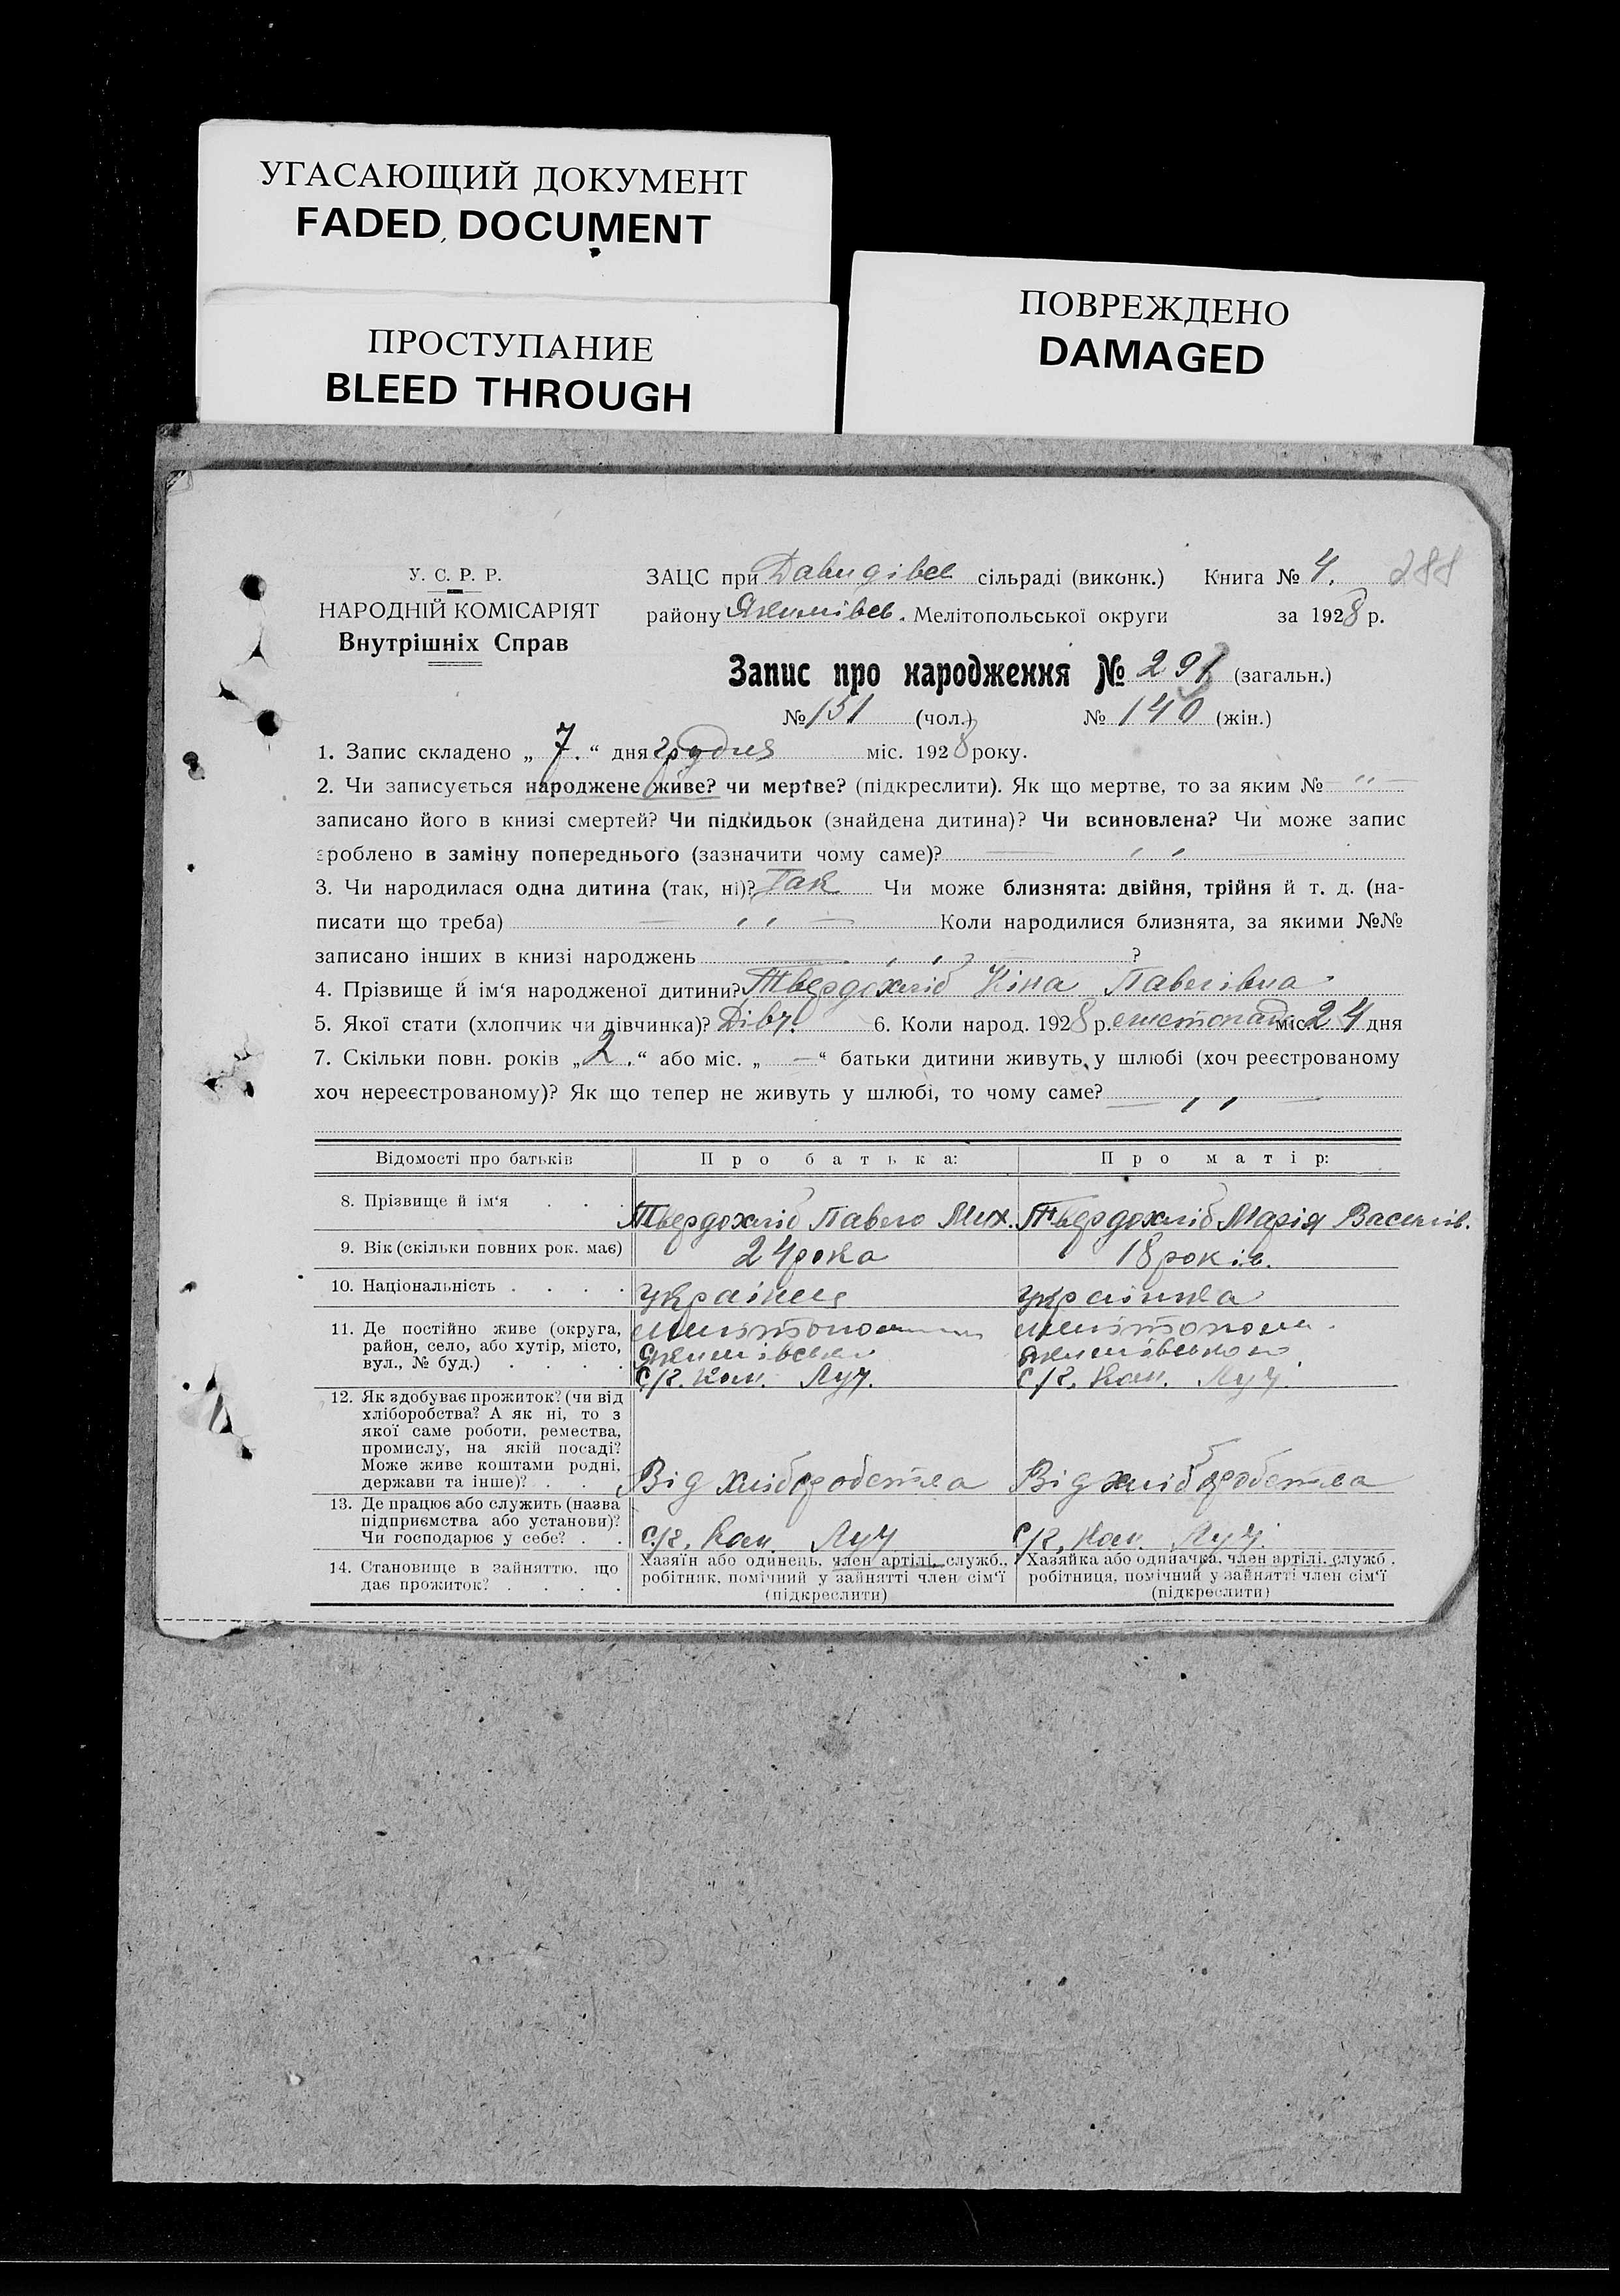 УГАСАЮЩИЙ ДОКУМЕНТ
FADED DOCUMENT
ПРОСТУПАНИЕ
BLEED THROUGH
ПОВРЕЖДЕНО
DAMAGED
У. С. Р. Р.
НАРОДНІЙ КОМІСАРІЯТ
Внутрішніх Справ
ЗАЦС при Давидівсь сільраді (виконк.) Книга № 4. 288
району Якимівсь. Мелітопольської округи за 1928 р.
Запис про народження № 291 (загальн.)
№ 151 (чол.) № 140 (жін.)
1. Запис складено „ 7. “ дня грудня міс. 1928 року.
2. Чи записується народжене живе? чи мертве? (підкреслити). Як що мертве, то за яким № „
записано його в книзі смертей? Чи підкидьок (знайдена дитина)? Чи всиновлена? Чи може запис
зроблено в заміну попереднього (зазначити чому саме)? — „ —
3. Чи народилася одна дитина (так, ні)? Так Чи може близнята: двійня, трійня й т. д. (на-
писати що треба) — „ — Коли народилися близнята, за якими №№
записано інших в книзі народжень — „ — ?
4. Прізвище й ім‘я народженої дитини? Твердохліб Кіна Павлівна
5. Якої стати (хлопчик чи дівчинка)? Дівч. 6. Коли народ. 1928 р. листопада міс. 24 дня
7. Скільки повн. років „ 2. “ або міс. „ — “ батьки дитини живуть у шлюбі (хоч реєстрованому
хоч нереєстрованому)? Як що тепер не живуть у шлюбі, то чому саме? — „ —
Відомості про батьків Про батька: Про матір:
8. Прізвище й ім‘я . . . Твердохліб Павло Мих. Твердохліб Марія Василів.
9. Вік (скільки повних рок. має) 24 рока 18 років.
10. Національність . . . . Українец Українка
11. Де постійно живе (округа,
район, село, або хутір, місто,
вул., № буд.) . . . .
Якимівськ Якимівського
С/г. Ком. Луч. С/г. Ком. Луч.
12. Як здобуває прожиток? (чи від
хліборобства? А як ні, то з
якої саме роботи, ремества,
промислу, на якій посаді?
Може живе коштами родні,
держави та інше)? . . Від хліборобства Від хліборобства
13. Де працює або служить (назва
підприємства або установи)?
Чи господарює у себе? . . С/г. Ком. Луч С/г. Ком. Луч.
14. Становище в зайняттю, що
дає прожиток? . . . .
Хазяїн або одинець, член артілі, служб.,
робітник, помічний у зайнятті член сім‘ї
(підкреслити)
Хазяйка або одиначка, член артілі, служб.,
робітниця, помічний у зайнятті член сім‘ї
(підкреслити)